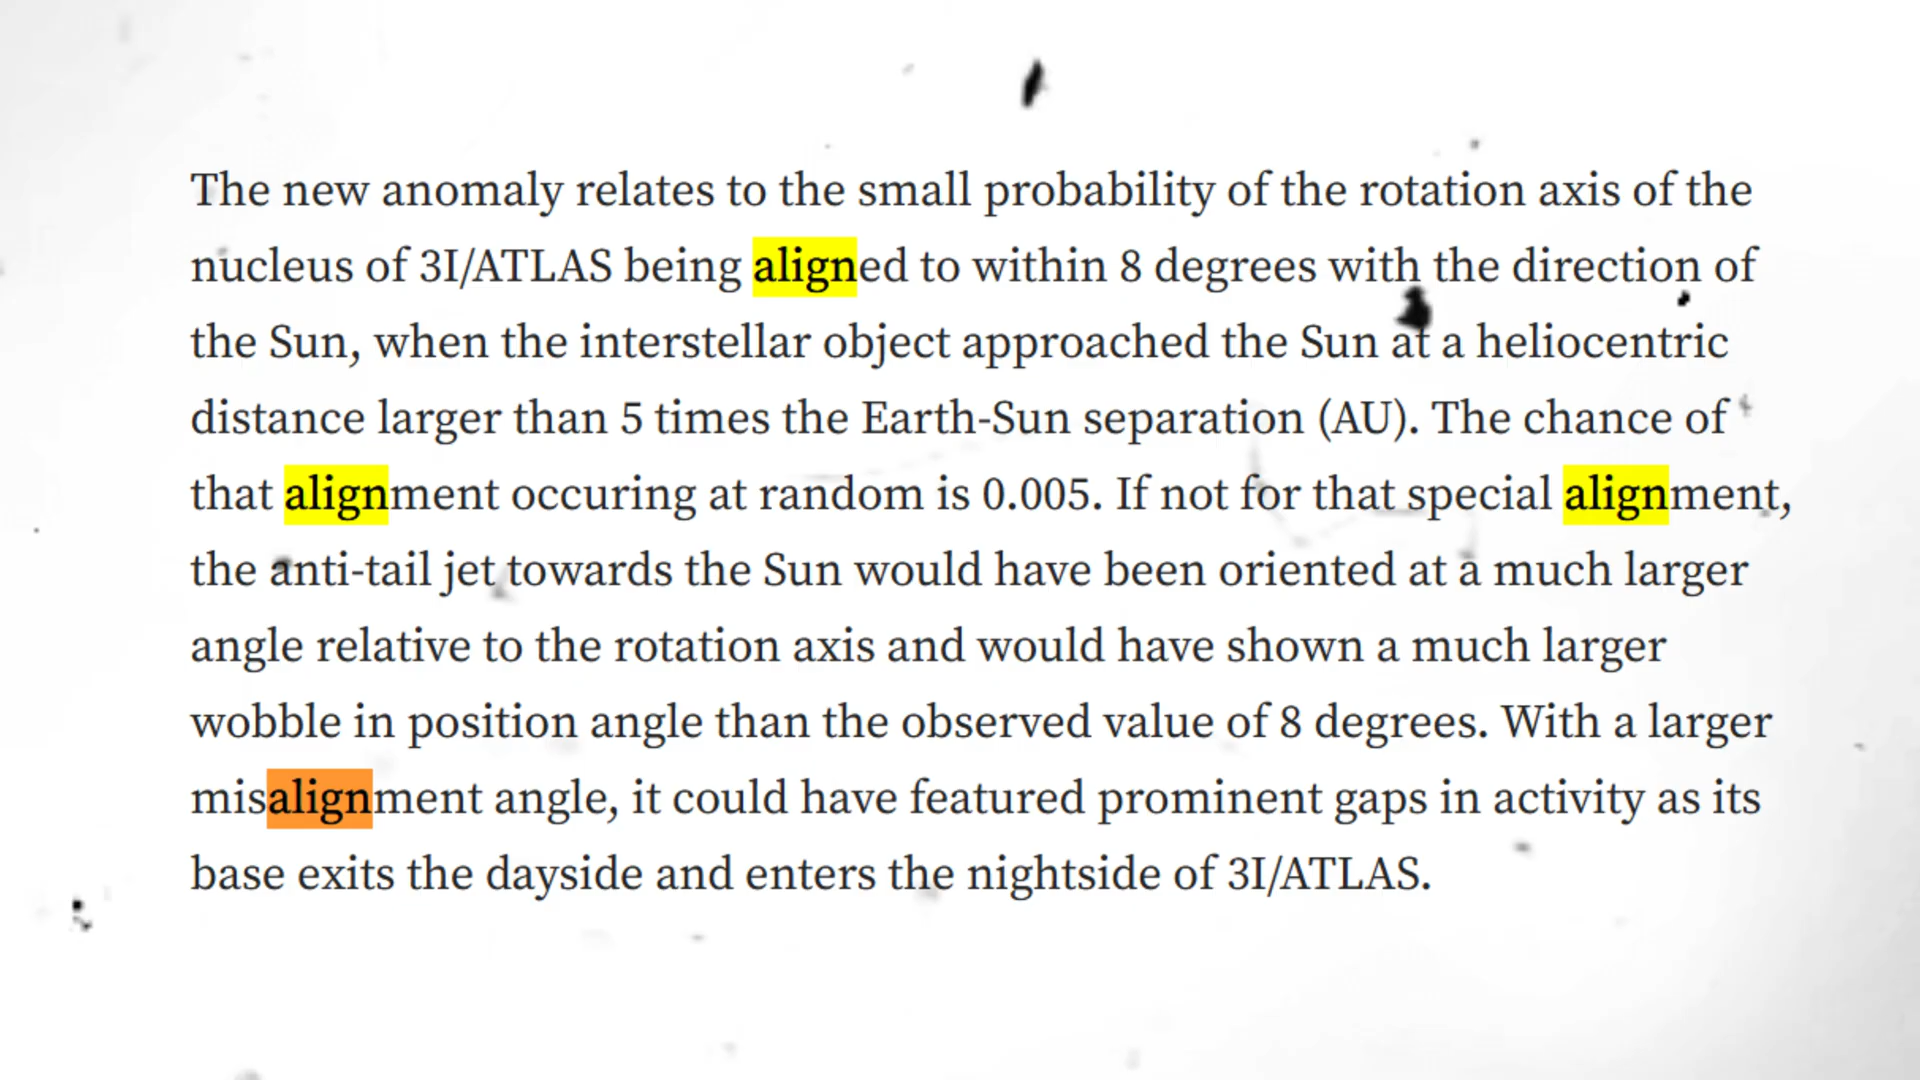 The new anomaly relates to the small probability of the rotation axis of the
nucleus of 3I/ATLAS being aligned to within 8 degrees with the direction of
the Sun, when the interstellar object approached the Sun at a heliocentric
distance larger than 5 times the Earth-Sun separation (AU). The chance of
that alignment occuring at random is 0.005. If not for that special alignment,
the anti-tail jet towards the Sun would have been oriented at a much larger
angle relative to the rotation axis and would have shown a much larger
wobble in position angle than the observed value of 8 degrees. With a larger
misalignment angle, it could have featured prominent gaps in activity as its
base exits the dayside and enters the nightside of 3I/ATLAS.